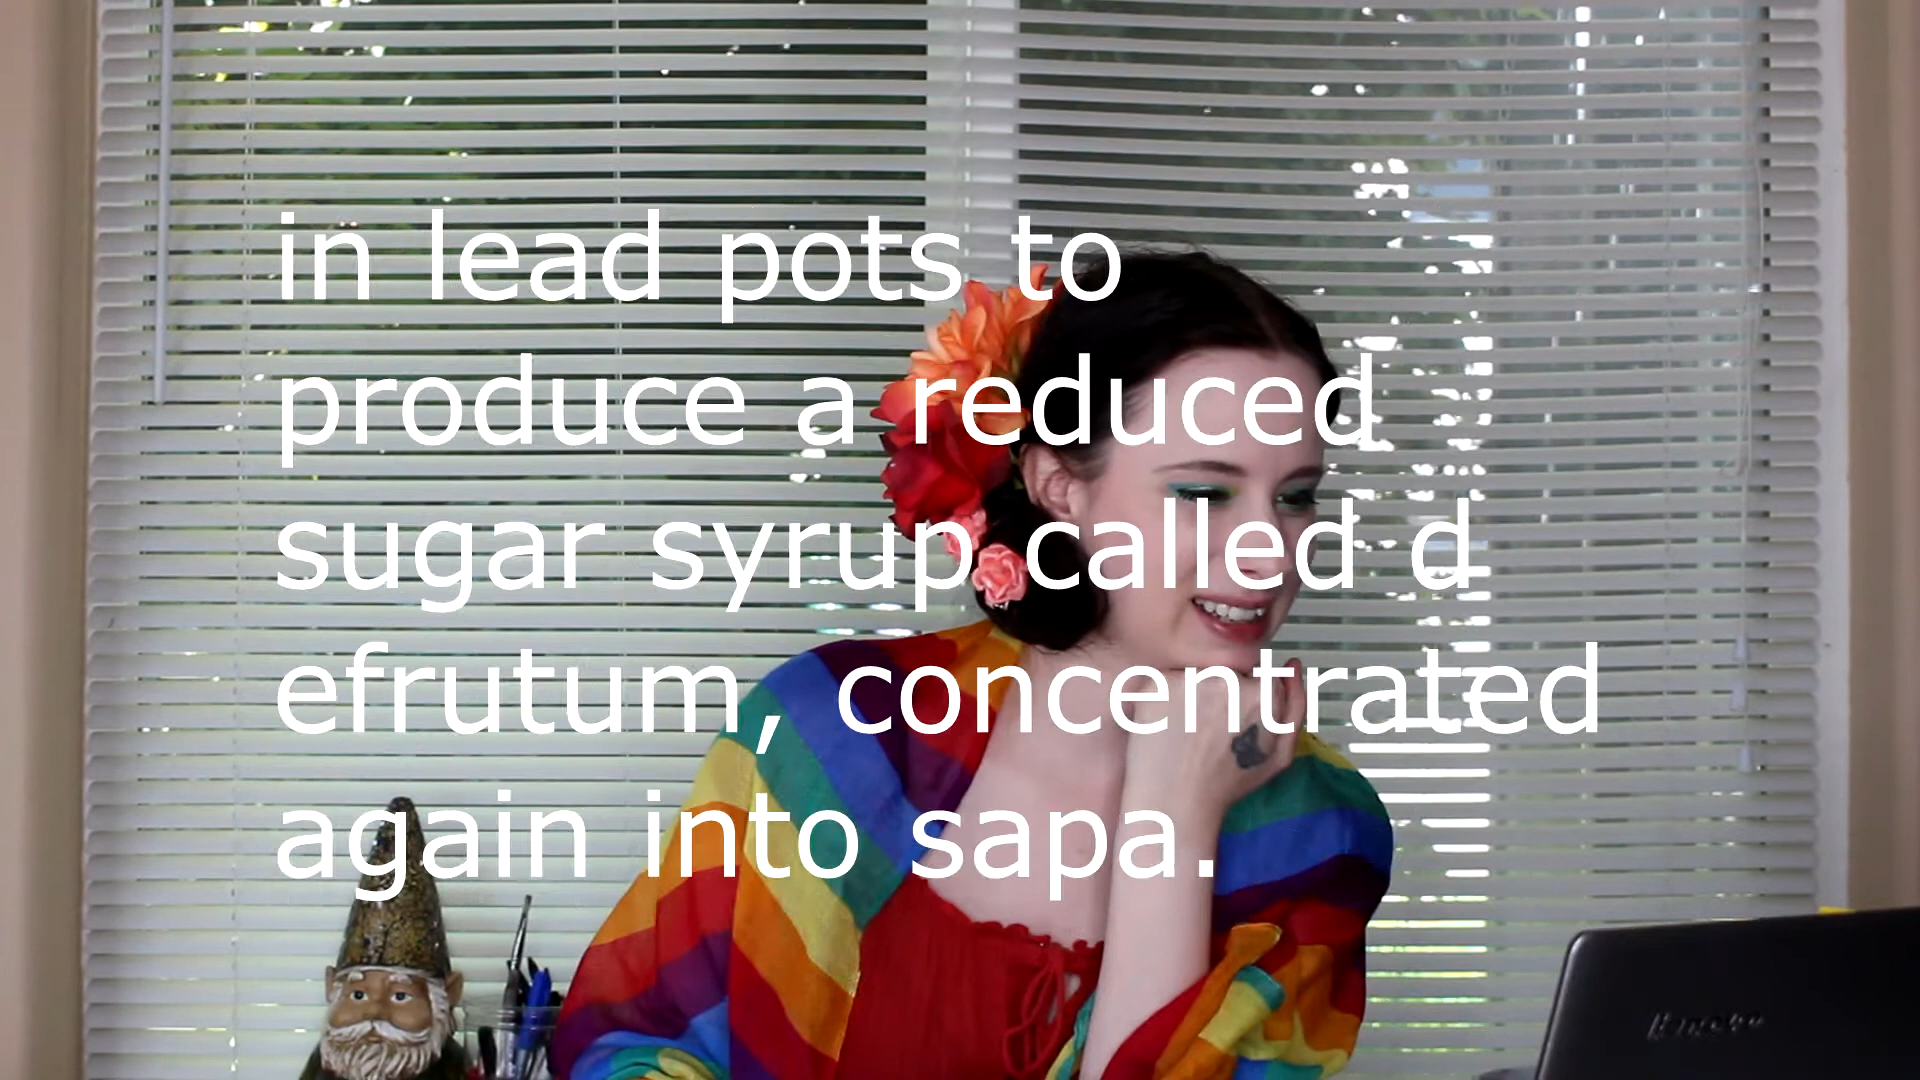 in lead pots to
produce a reduced
sugar syrup called d
efrutum, concentrated
again into sapa.